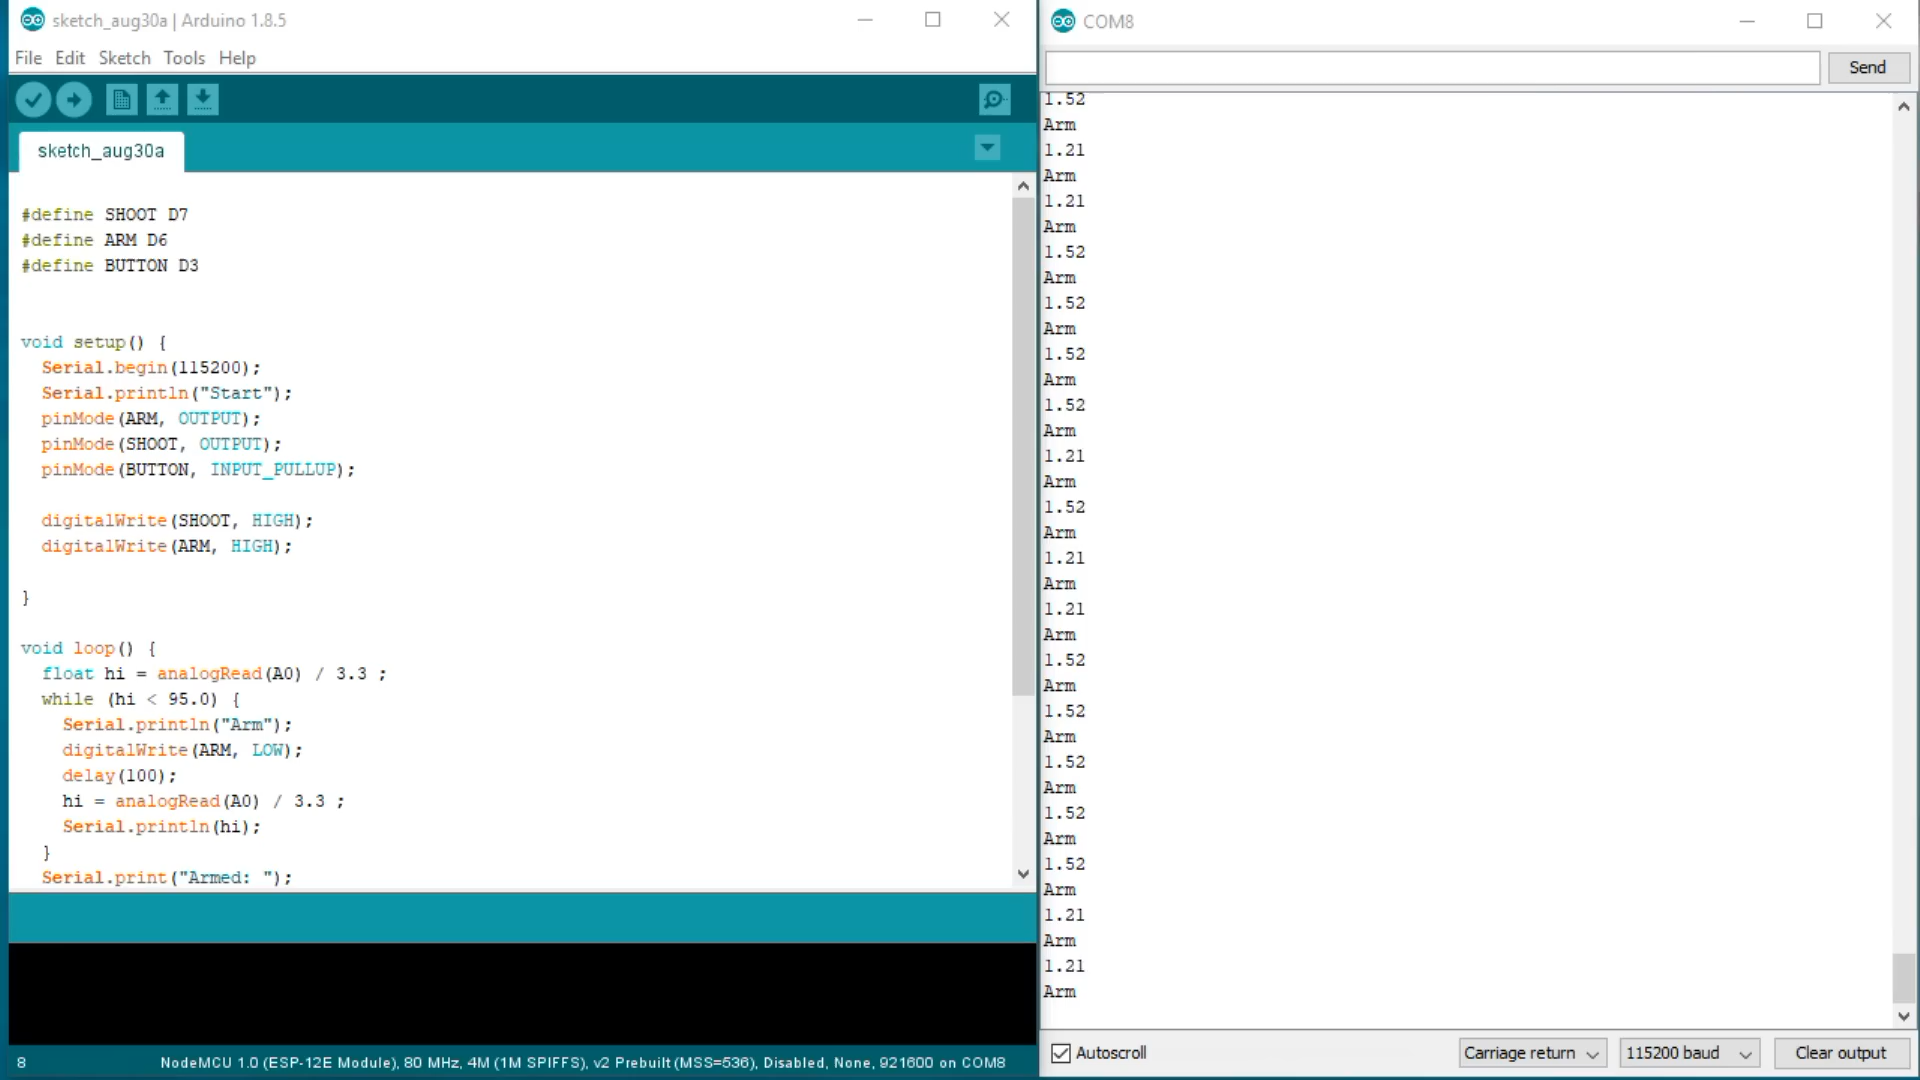 sketch_aug30a | Arduino 1.8.5
File Edit Sketch Tools Help
sketch_aug30a
#define SHOOT D7
#define ARM D6
#define BUTTON D3
void setup() {
Serial.begin(115200);
Serial.println("Start");
pinMode(ARM, OUTPUT);
pinMode(SHOOT, OUTPUT);
pinMode(BUTTON, INPUT_PULLUP);
digitalWrite(SHOOT, HIGH);
digitalWrite(ARM, HIGH);
}
void loop() {
float hi = analogRead(A0) / 3.3 ;
while (hi < 95.0) {
Serial.println("Arm");
digitalWrite(ARM, LOW);
delay(100);
hi = analogRead(A0) / 3.3 ;
Serial.println(hi);
}
Serial.print("Armed: ");
8 NodeMCU 1.0 (ESP-12E Module), 80 MHz, 4M (1M SPIFFS), v2 Prebuilt (MSS=536), Disabled, None, 921600 on COM8
COM8
Send
1.52
Arm
1.21
Arm
1.21
Arm
1.52
Arm
1.52
Arm
1.52
Arm
1.52
Arm
1.21
Arm
1.52
Arm
1.21
Arm
1.21
Arm
1.52
Arm
1.52
Arm
1.52
Arm
1.52
Arm
1.52
Arm
1.21
Arm
1.21
Arm
Autoscroll Carriage return 115200 baud Clear output